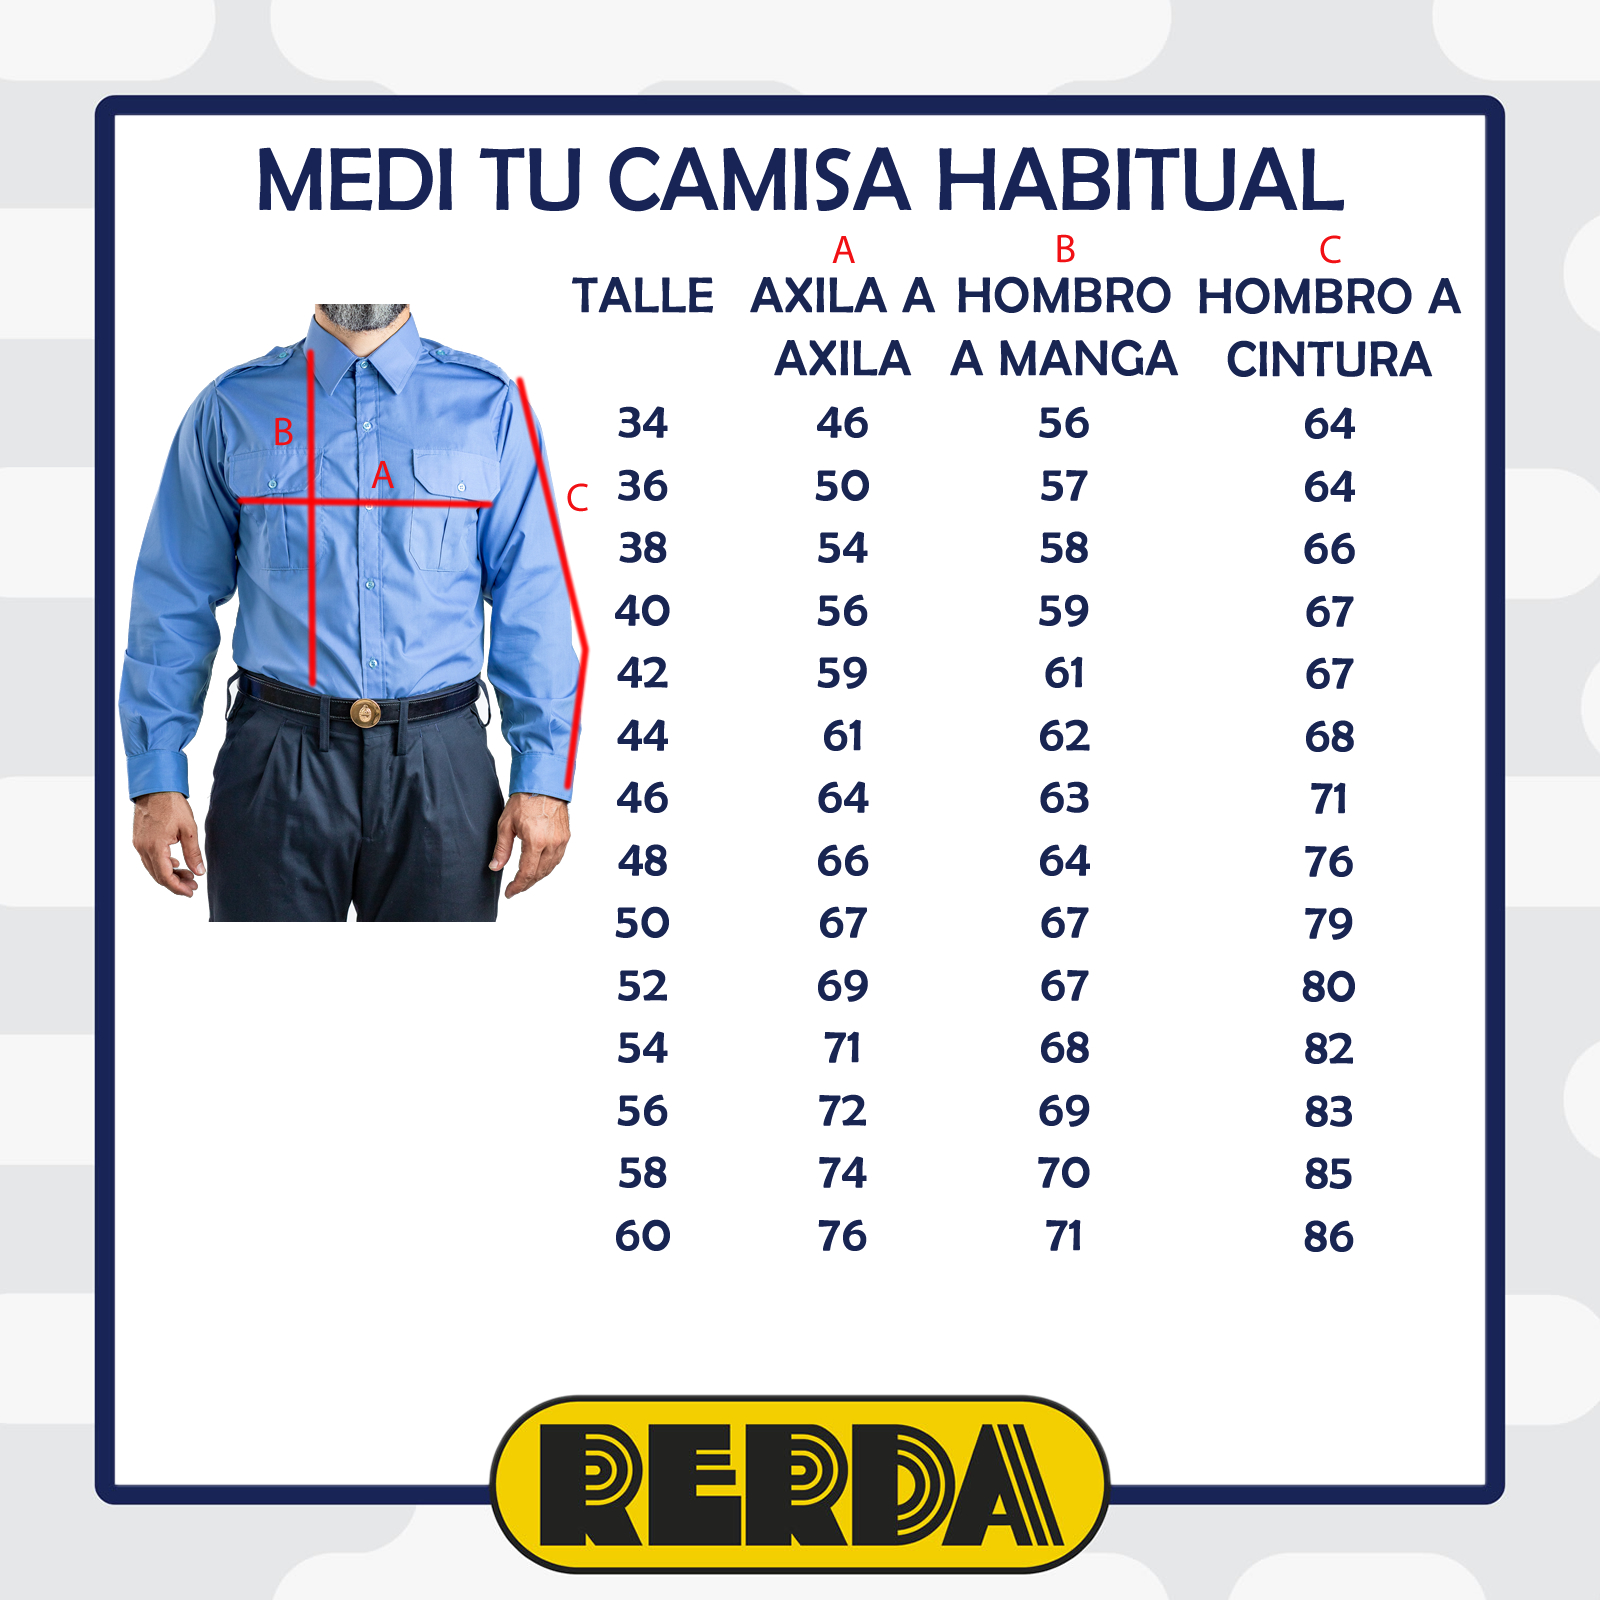 MEDI TU CAMISA HABITUAL
A B C
TALLE AXILA A HOMBRO HOMBRO A
AXILA A MANGA CINTURA
34 46 56 64
B
A
C
36 50 57 64
38 54 58 66
40 56 59 67
42 59 61 67
44 61 62 68
46 64 63 71
48 66 64 76
50 67 67 79
52 69 67 80
54 71 68 82
56 72 69 83
58 74 70 85
60 76 71 86
RERDA